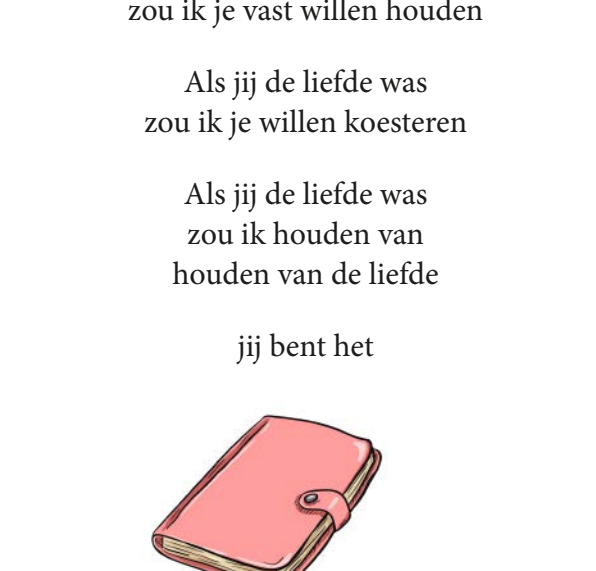 zou ik je vast willen houden
Als jij de liefde was
zou ik je willen koesteren
Als jij de liefde was
zou ik houden van
houden van de liefde
jij bent het